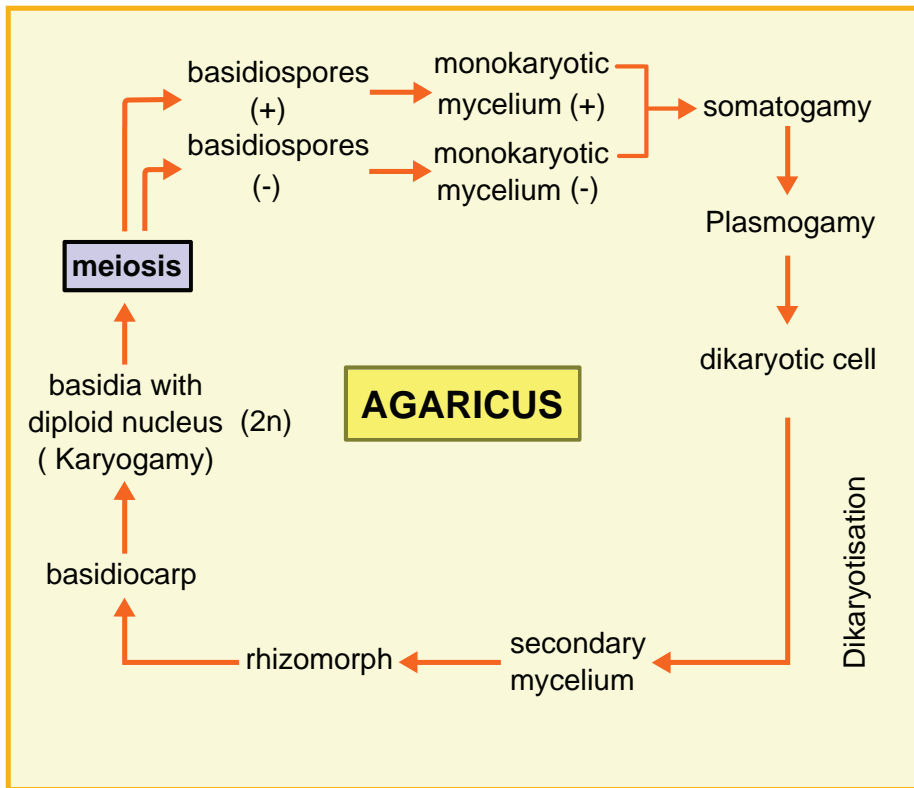 basidiospores
(+)
monokaryotic
mycelium (+)
somatogamy
basidiospores
(-)
monokaryotic
mycelium (-)
Plasmogamy
meiosis
dikaryotic cell
AGARICUS
basidia with
diploid nucleus (2n)
( Karyogamy)
Dikaryotisation
basidiocarp
secondary
mycelium
rhizomorph